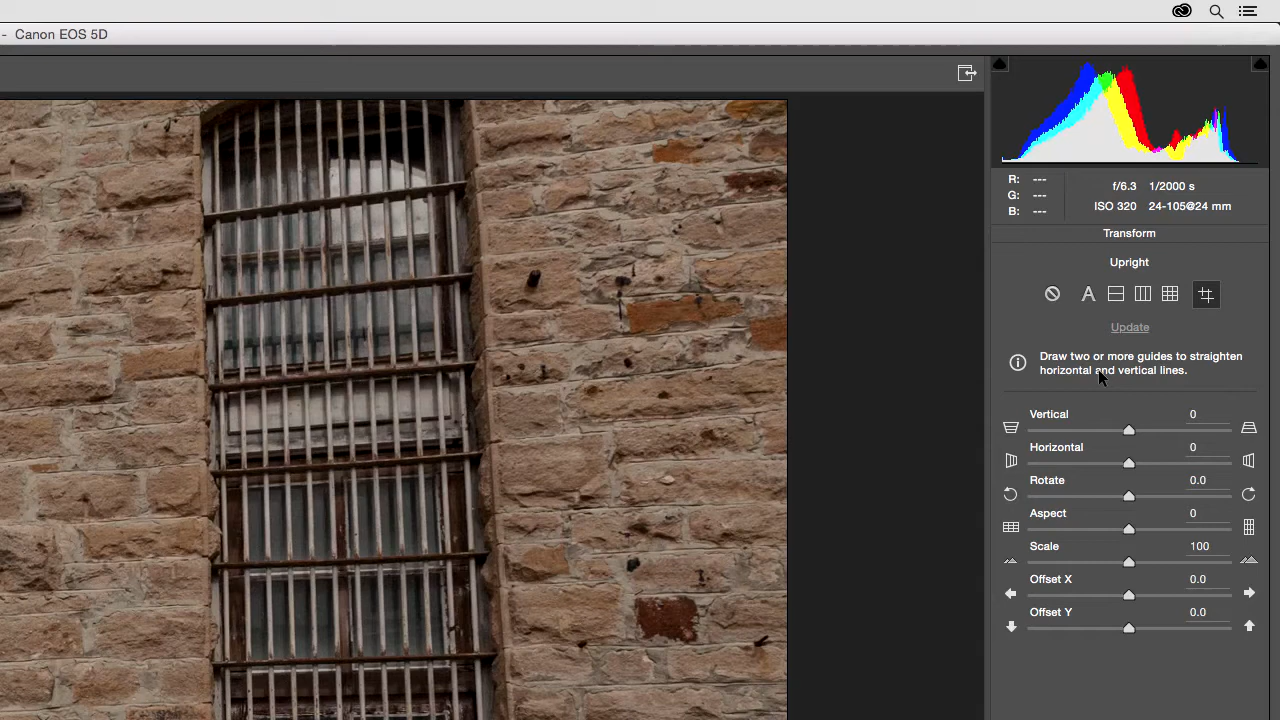 - Canon EOS 5D
R: ---
G: ---
B: ---
f/6.3 1/2000 s
ISO 320 24-105@24 mm
Transform
Upright
A
Update
Draw two or more guides to straighten
horizontal and vertical lines.
Vertical 0
Horizontal 0
Rotate 0.0
Aspect 0
Scale 100
Offset X 0.0
Offset Y 0.0